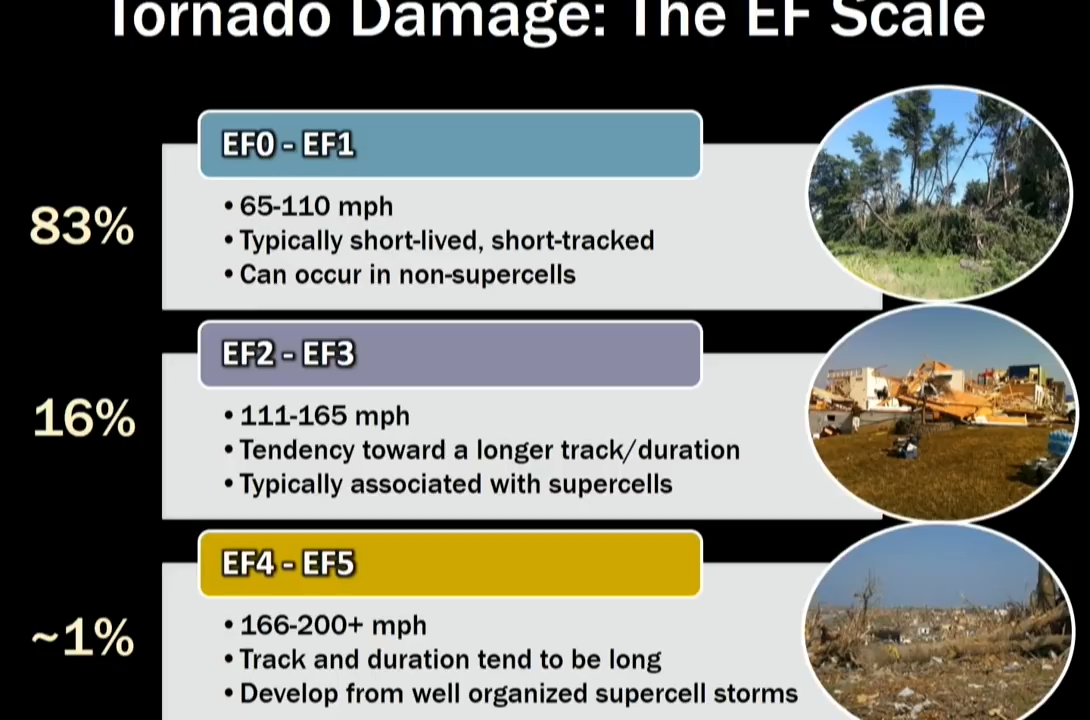 Tornado Damage: The EF Scale
EF0 - EF1
83%
• 65-110 mph
• Typically short-lived, short-tracked
• Can occur in non-supercells
EF2 - EF3
16%
• 111-165 mph
• Tendency toward a longer track/duration
• Typically associated with supercells
EF4 - EF5
~1%
• 166-200+ mph
• Track and duration tend to be long
• Develop from well organized supercell storms